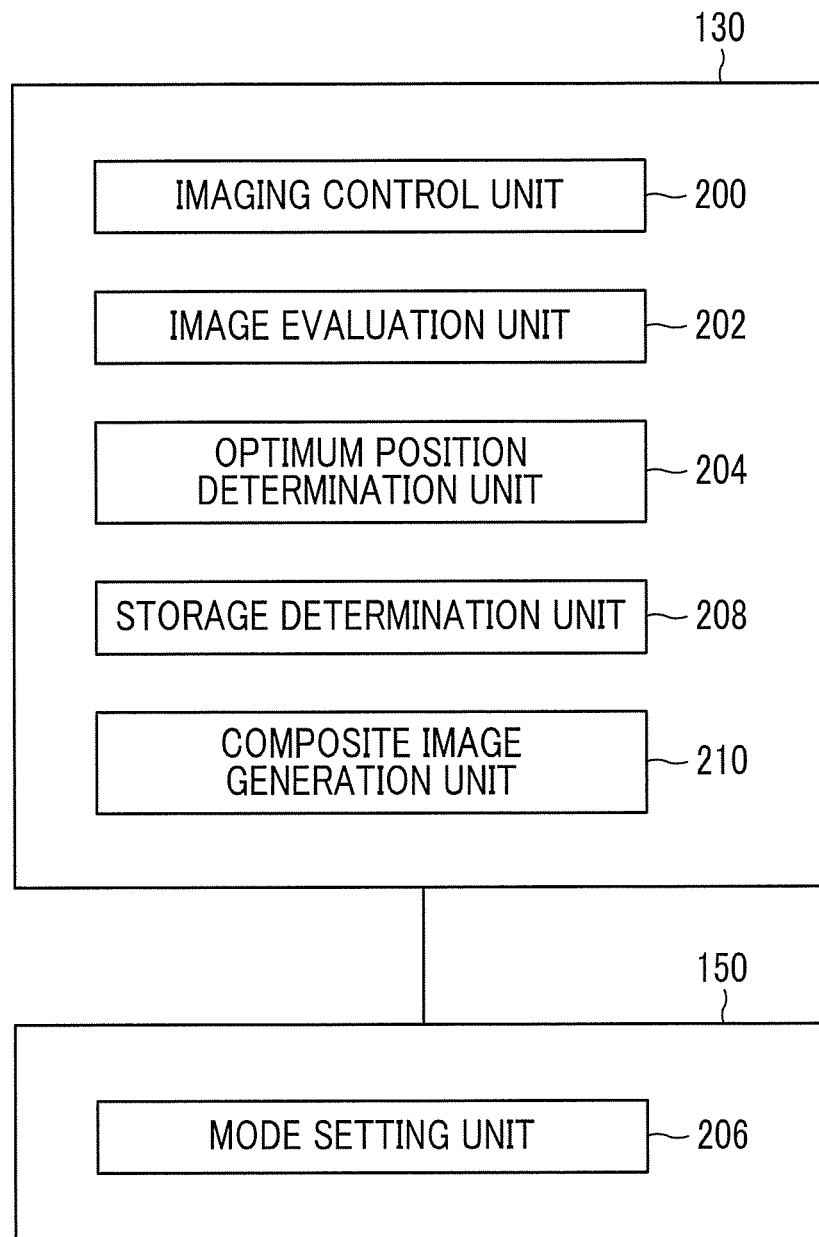 130
IMAGING CONTROL UNIT 200
IMAGE EVALUATION UNIT 202
OPTIMUM POSITION
DETERMINATION UNIT 204
STORAGE DETERMINATION UNIT 208
COMPOSITE IMAGE
GENERATION UNIT 210
150
MODE SETTING UNIT 206